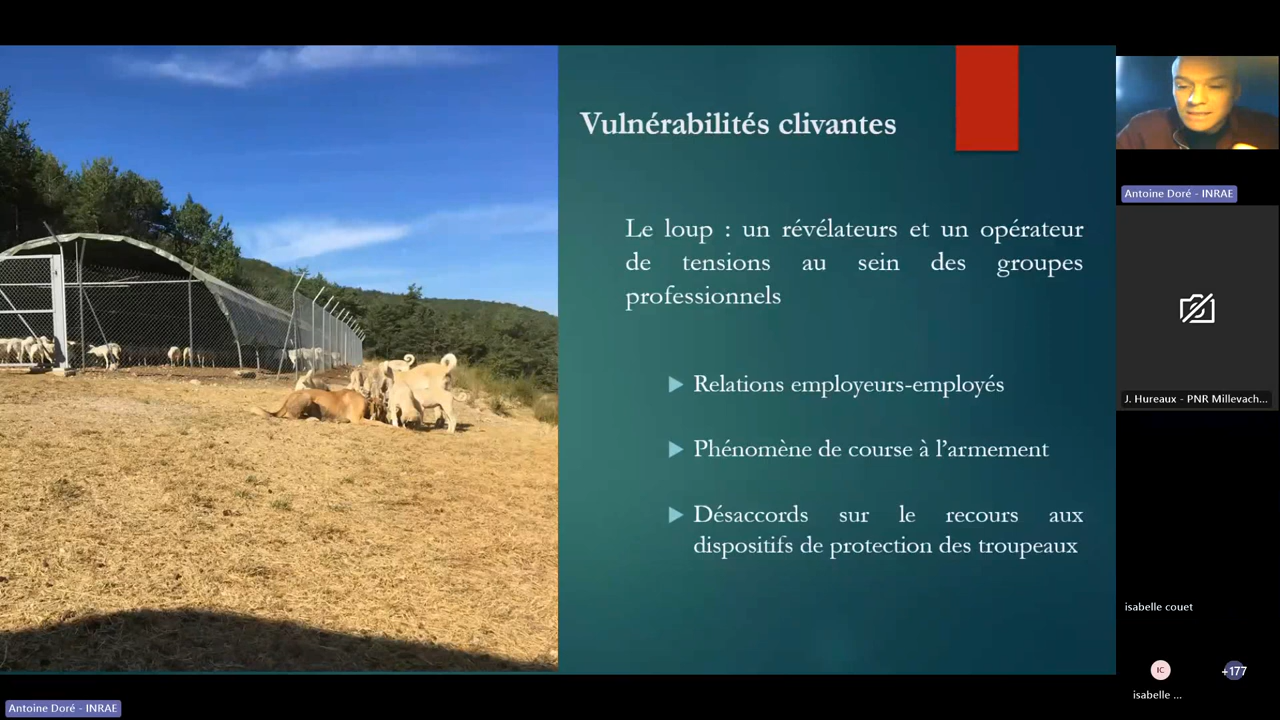 Vulnérabilités clivantes
Le loup : un révélateurs et un opérateur
de tensions au sein des groupes
professionnels
Relations employeurs-employés
Phénomène de course à l'armement
Désaccords sur le recours aux
dispositifs de protection des troupeaux
Antoine Doré - INRAE
J. Hureaux - PNR Millevach...
isabelle couet
IC
+177
isabelle ...
Antoine Doré - INRAE